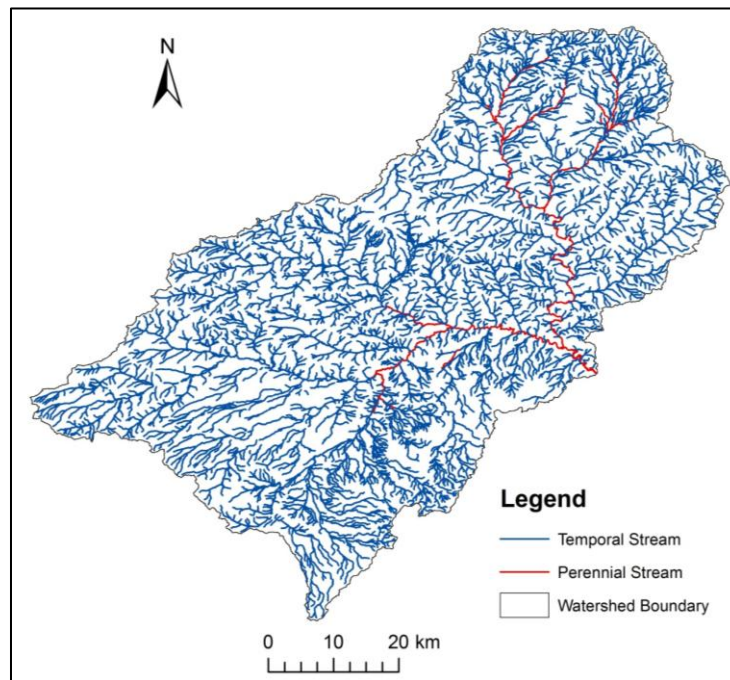 N
Legend
Temporal Stream
Perennial Stream
Watershed Boundary
0 10 20 km